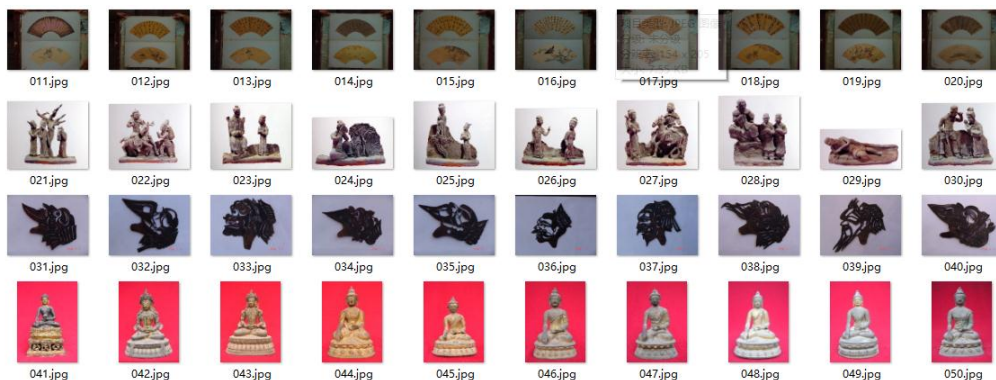 011.jpg 012.jpg 013.jpg 014.jpg 015.jpg 016.jpg 017.jpg 018.jpg 019.jpg 020.jpg
021.jpg 022.jpg 023.jpg 024.jpg 025.jpg 026.jpg 027.jpg 028.jpg 029.jpg 030.jpg
031.jpg 032.jpg 033.jpg 034.jpg 035.jpg 036.jpg 037.jpg 038.jpg 039.jpg 040.jpg
041.jpg 042.jpg 043.jpg 044.jpg 045.jpg 046.jpg 047.jpg 048.jpg 049.jpg 050.jpg